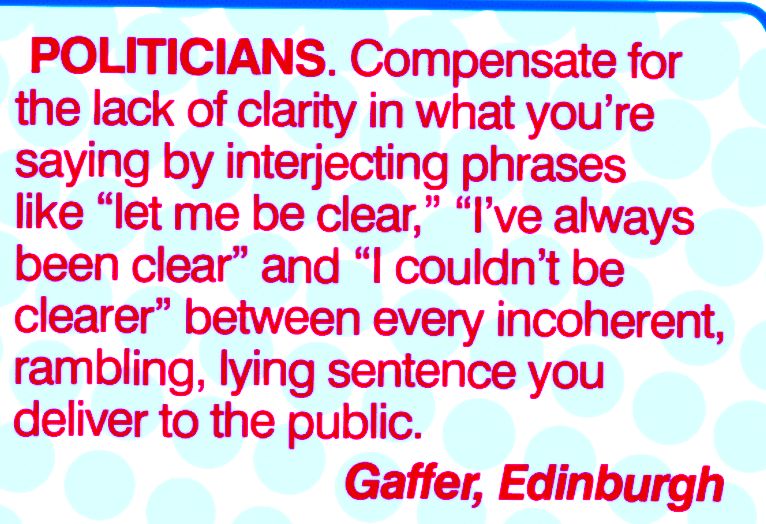 POLITICIANS. Compensate for
the lack of clarity in what you're
saying by interjecting phrases
like “let me be clear,” “I've always
been clear” and “I couldn't be
clearer” between every incoherent,
rambling, lying sentence you
deliver to the public.
Gaffer, Edinburgh